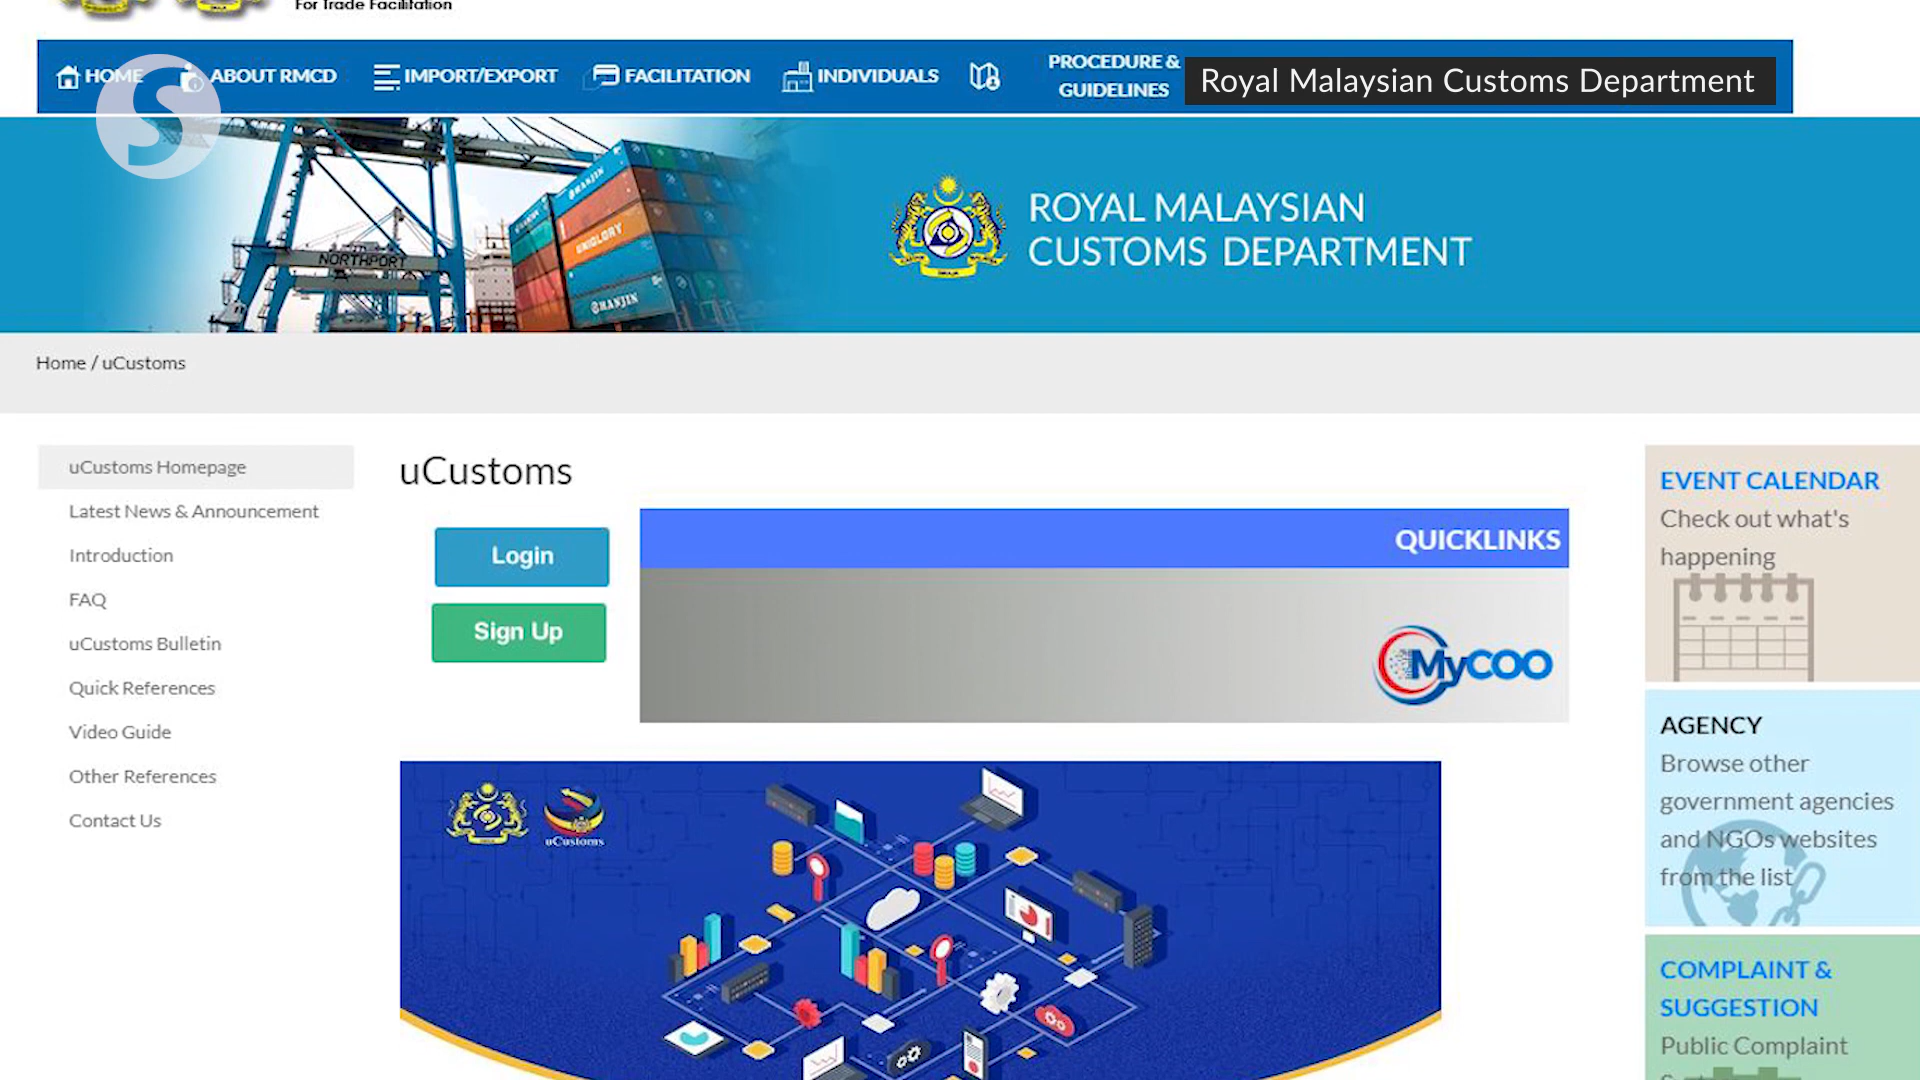 For Trade Facilitation
HOME
ABOUT RMCD
IMPORT/EXPORT
FACILITATION
INDIVIDUALS
PROCEDURE &
GUIDELINES
Royal Malaysian Customs Department
S
NORTHPORT
HANJIN
UNIGLORY
HANJIN
ROYAL MALAYSIAN
CUSTOMS DEPARTMENT
Home / uCustoms
uCustoms Homepage
Latest News & Announcement
Introduction
FAQ
uCustoms Bulletin
Quick References
Video Guide
Other References
Contact Us
uCustoms
Login
Sign Up
QUICKLINKS
MyCOO
uCustoms
EVENT CALENDAR
Check out what's
happening
AGENCY
Browse other
government agencies
and NGOs websites
from the list
COMPLAINT &
SUGGESTION
Public Complaint